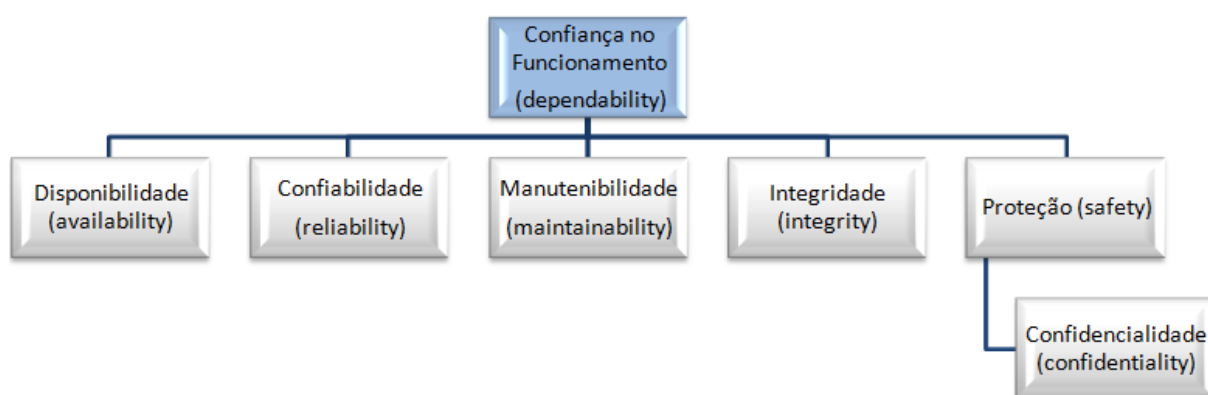 Confiança no
Funcionamento
(dependability)
Disponibilidade
(availability)
Confiabilidade
(reliability)
Manutenibilidade
(maintainability)
Integridade
(integrity)
Proteção (safety)
Confidencialidade
(confidentiality)